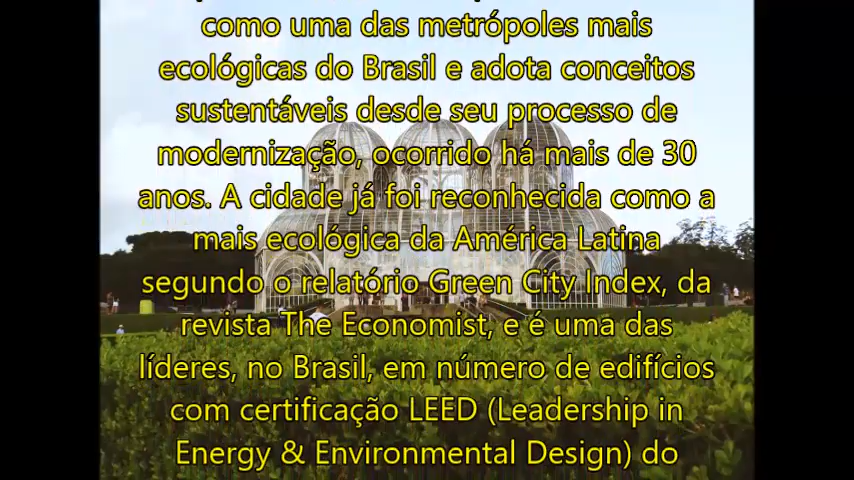 como uma das metrópoles mais
ecológicas do Brasil e adota conceitos
sustentáveis desde seu processo de
modernização, ocorrido há mais de 30
anos. A cidade já foi reconhecida como a
mais ecológica da América Latina
segundo o relatório Green City Index, da
revista The Economist, e é uma das
líderes, no Brasil, em número de edifícios
com certificação LEED (Leadership in
Energy & Environmental Design) do